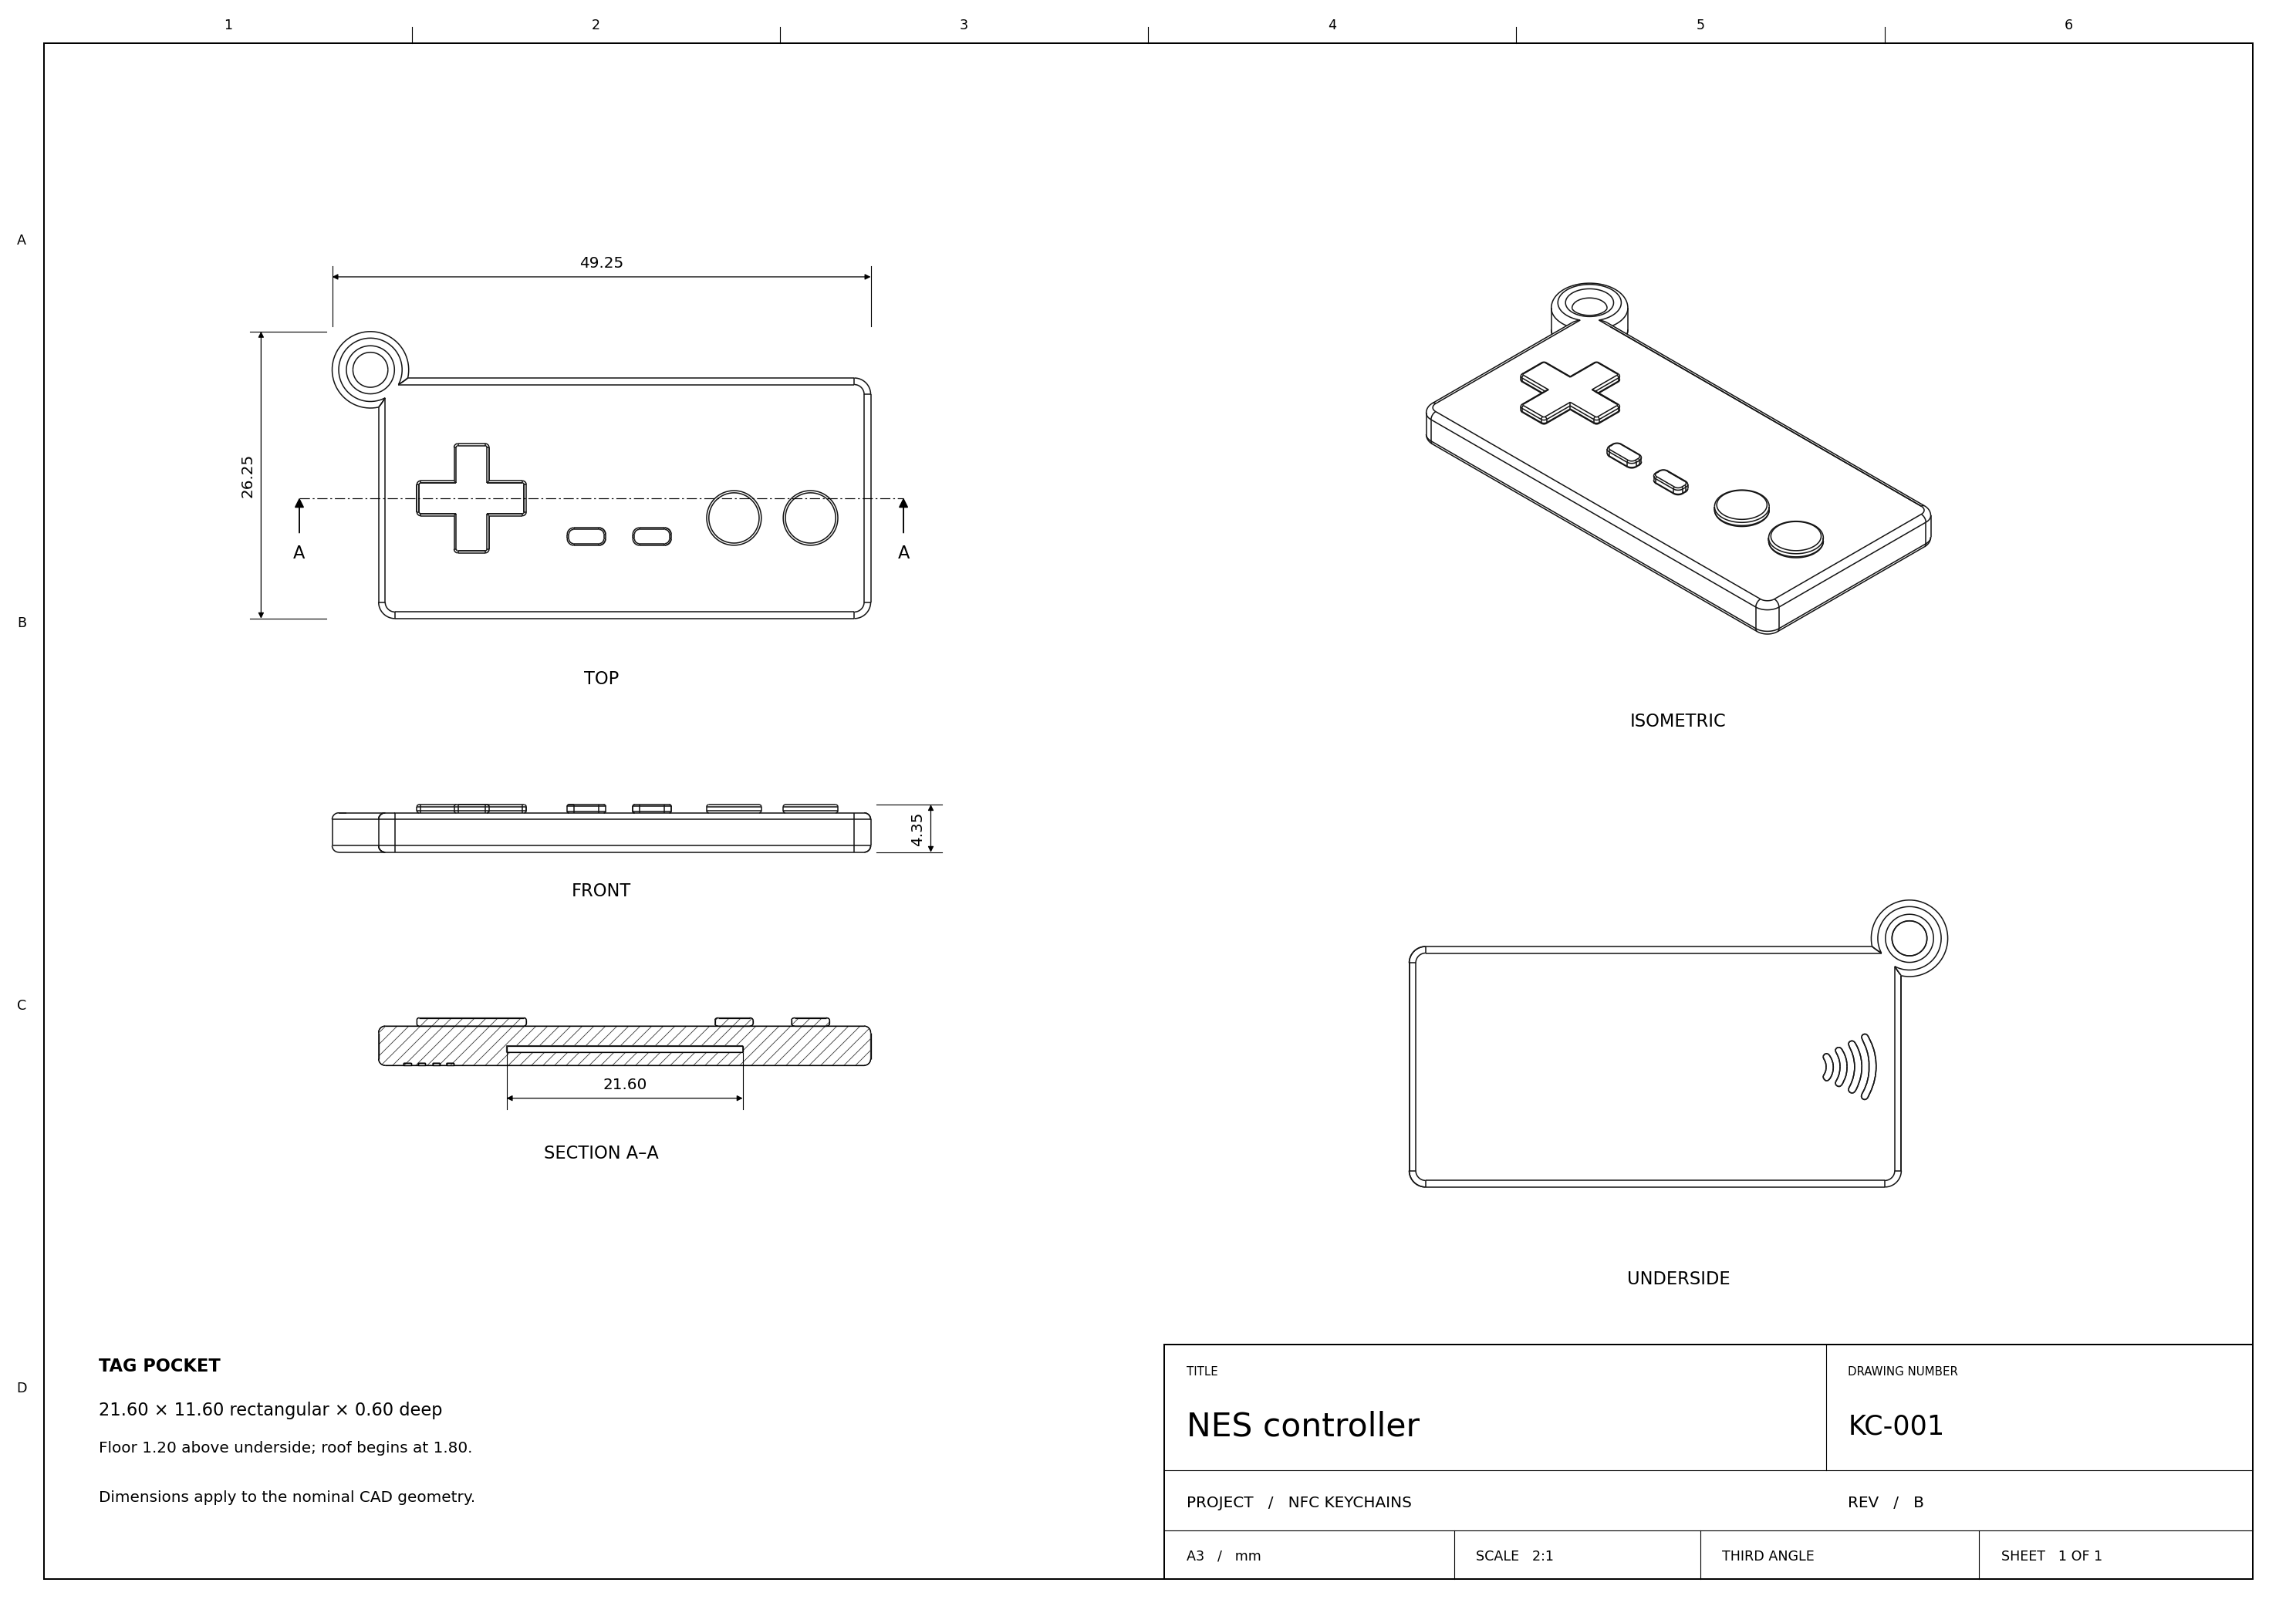 1 2 3 4 5 6
A
B
C
D
49.25
26.25
A A
TOP
ISOMETRIC
4.35
FRONT
21.60
SECTION A–A
UNDERSIDE
TAG POCKET
21.60 × 11.60 rectangular × 0.60 deep
Floor 1.20 above underside; roof begins at 1.80.
Dimensions apply to the nominal CAD geometry.
TITLE
NES controller
DRAWING NUMBER
KC-001
PROJECT / NFC KEYCHAINS
REV / B
A3 / mm
SCALE 2:1
THIRD ANGLE
SHEET 1 OF 1